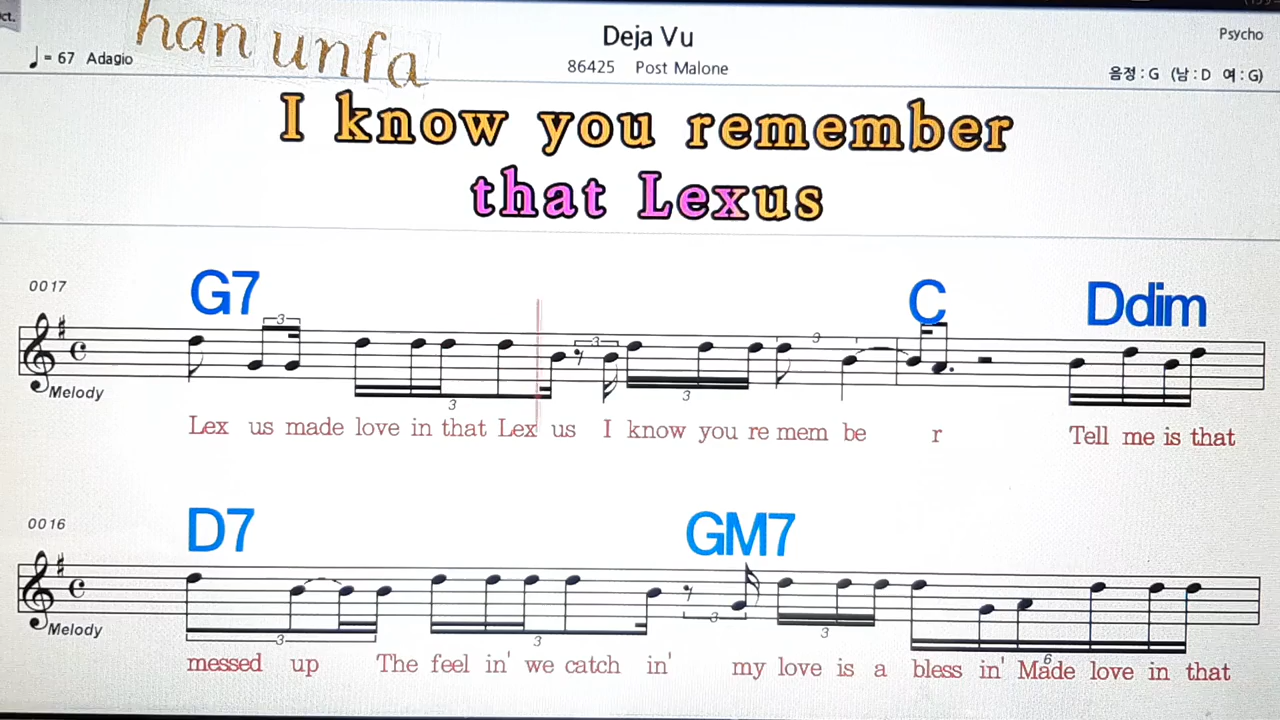 ct.
han unfa
♩= 67 Adagio
Deja Vu
86425 Post Malone
Psycho
음정 : G (남 : D 여 : G)
I know you remember
that Lexus
0017
G7 C Ddim
3 3 3 3 3
Melody
Lex us made love in that Lex us I know you re mem be r Tell me is that
0016
D7 GM7
Melody
3 3 3 3 6
messed up The feel in' we catch in' my love is a bless in' Made love in that